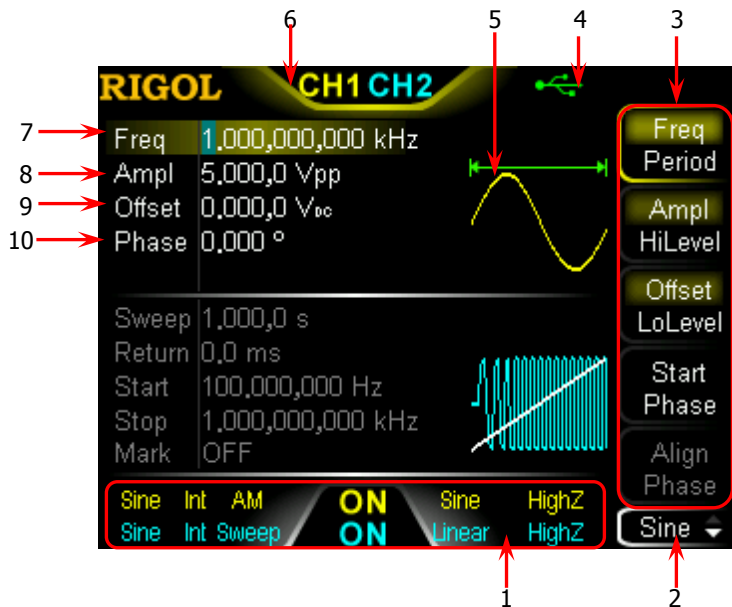 6 5 4 3
RIGOL CH1 CH2
7 Freq 1.000,000,000 kHz
8 Ampl 5.000,0 Vpp
9 Offset 0.000,0 VDC
10 Phase 0.000 °
Sweep 1.000,0 s
Return 0.0 ms
Start 100.000,000 Hz
Stop 1.000,000,000 kHz
Mark OFF
Freq
Period
Ampl
HiLevel
Offset
LoLevel
Start
Phase
Align
Phase
Sine Int AM ON Sine HighZ
Sine Int Sweep ON Linear HighZ
Sine
1 2